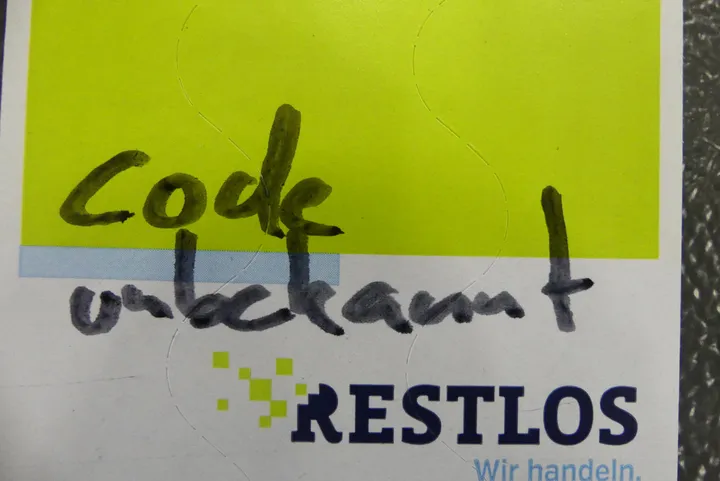 Code
unbekannt
RESTLOS
Wir handeln.